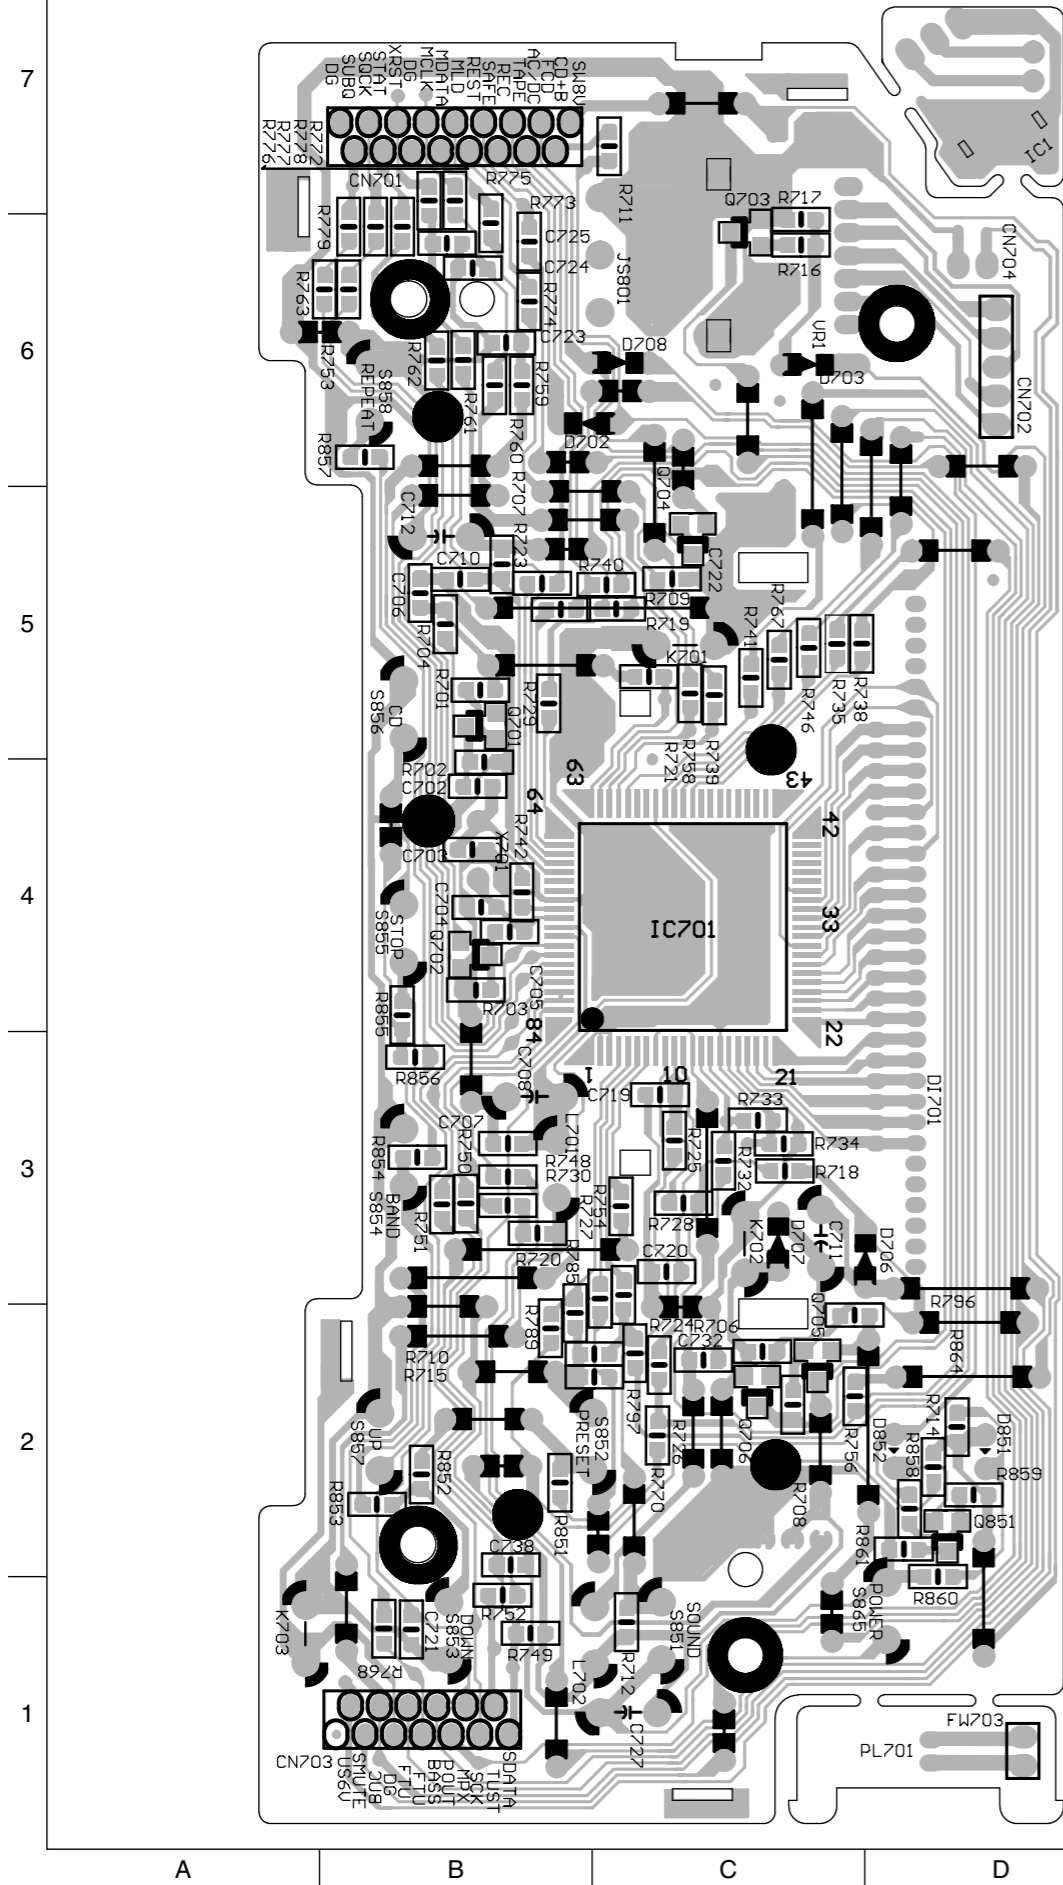 7
6
5
4
3
2
1
A
B
C
D
DG
SUBQ
SQCK
STAT
XRST
DG
MCLK
MDATA
MLD
REST
SAFE
REC
TAPE
AC/DC
FCD
CD+B
SW8V
R776
R777
R778
R772
CN701
R775
R773
R711
Q703
R717
R779
C725
C724
R716
JS801
CN704
IC1
R763
R774
C723
VR1
R753
S858
REPEAT
R762
R761
R759
D708
D703
CN702
R857
R760
D702
C712
R707
Q704
R723
C710
R740
C722
C706
R709
R719
R767
R741
R704
K701
R701
R729
S856
CD
Q701
R746
R735
R738
R702
C702
63
R721
R758
R739
43
64
42
C703
X701
R742
C704
S855
STOP
Q702
IC701
33
C705
R703
R855
84
22
R856
C708
1
10
21
C719
R733
DI701
C707
L701
R854
R750
R748
R730
R725
R732
R734
R718
S854
BAND
R751
R727
R754
R728
K702
D707
C711
D706
R720
C720
R785
R796
R789
R724
R706
Q705
C732
R864
R710
R715
S857
UP
PRESET
S852
R797
R726
Q706
R756
D852
R714
D851
R858
R859
R852
R853
R770
R708
R851
Q851
C738
R861
R860
R752
K703
C721
S853
DOWN
R749
SOUND
S851
POWER
S865
R768
L702
R712
C727
CN703
FW703
PL701
US6V
SMUTE
JUB
DG
FTU
FTU
BASS
POUT
MPX
SCK
TUST
SDATA